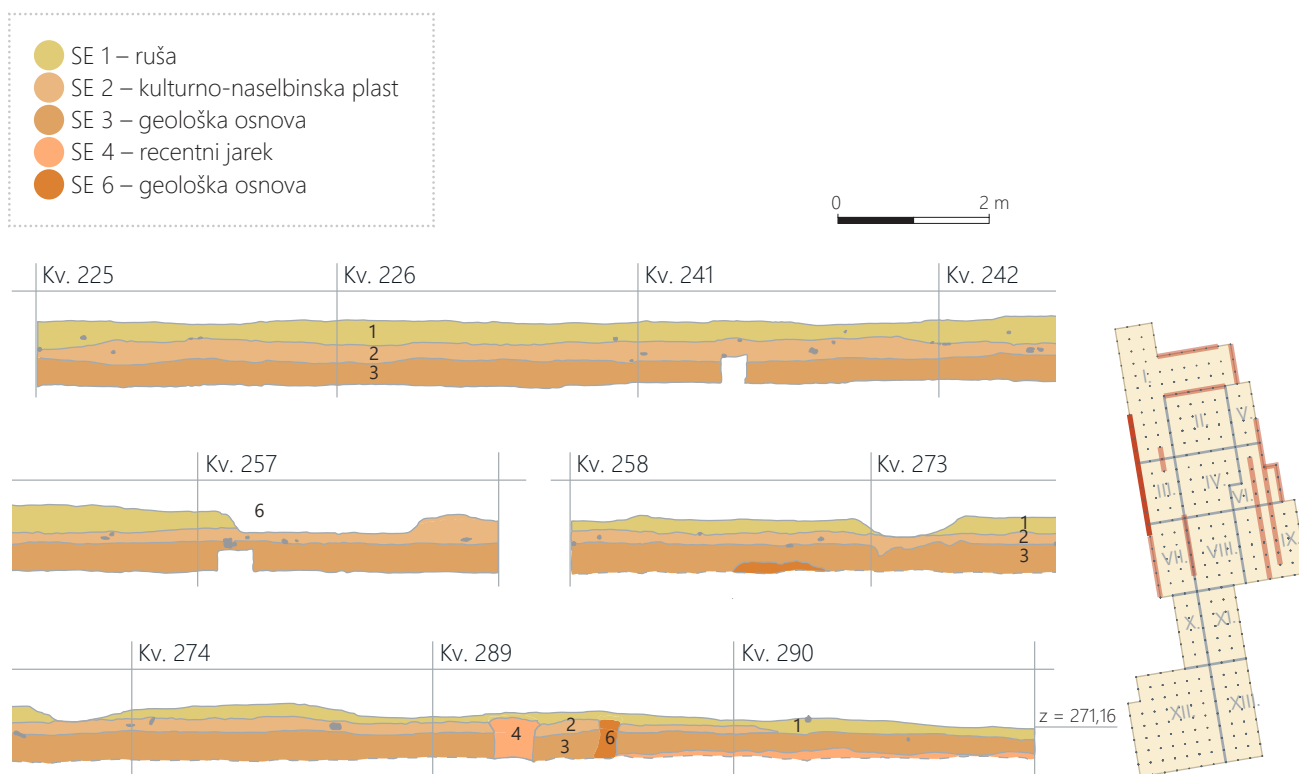 SE 1 – ruša
SE 2 – kulturno-naselbinska plast
SE 3 – geološka osnova
SE 4 – recentni jarek
SE 6 – geološka osnova
0 2 m
Kv. 225 Kv. 226 Kv. 241 Kv. 242
1
2
3
Kv. 257 Kv. 258 Kv. 273
6
1
2
3
Kv. 274 Kv. 289 Kv. 290
z = 271,16
4
2
3
6
1
I.
II.
V.
III.
IV.
VI.
VII.
VIII.
IX.
X.
XI.
XII.
XIII.